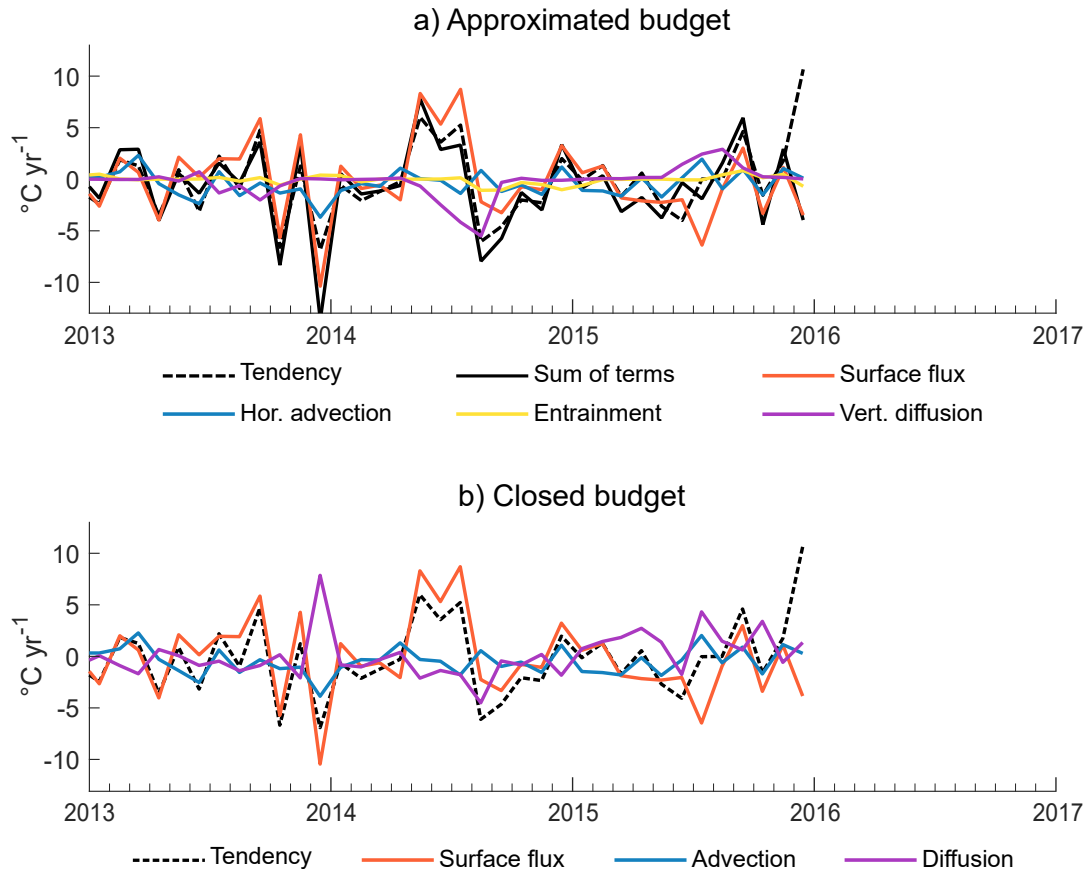 a) Approximated budget
°C yr-1
10
5
0
-5
-10
2013 2014 2015 2016 2017
Tendency Sum of terms Surface flux
Hor. advection Entrainment Vert. diffusion
b) Closed budget
°C yr-1
10
5
0
-5
-10
2013 2014 2015 2016 2017
Tendency Surface flux Advection Diffusion